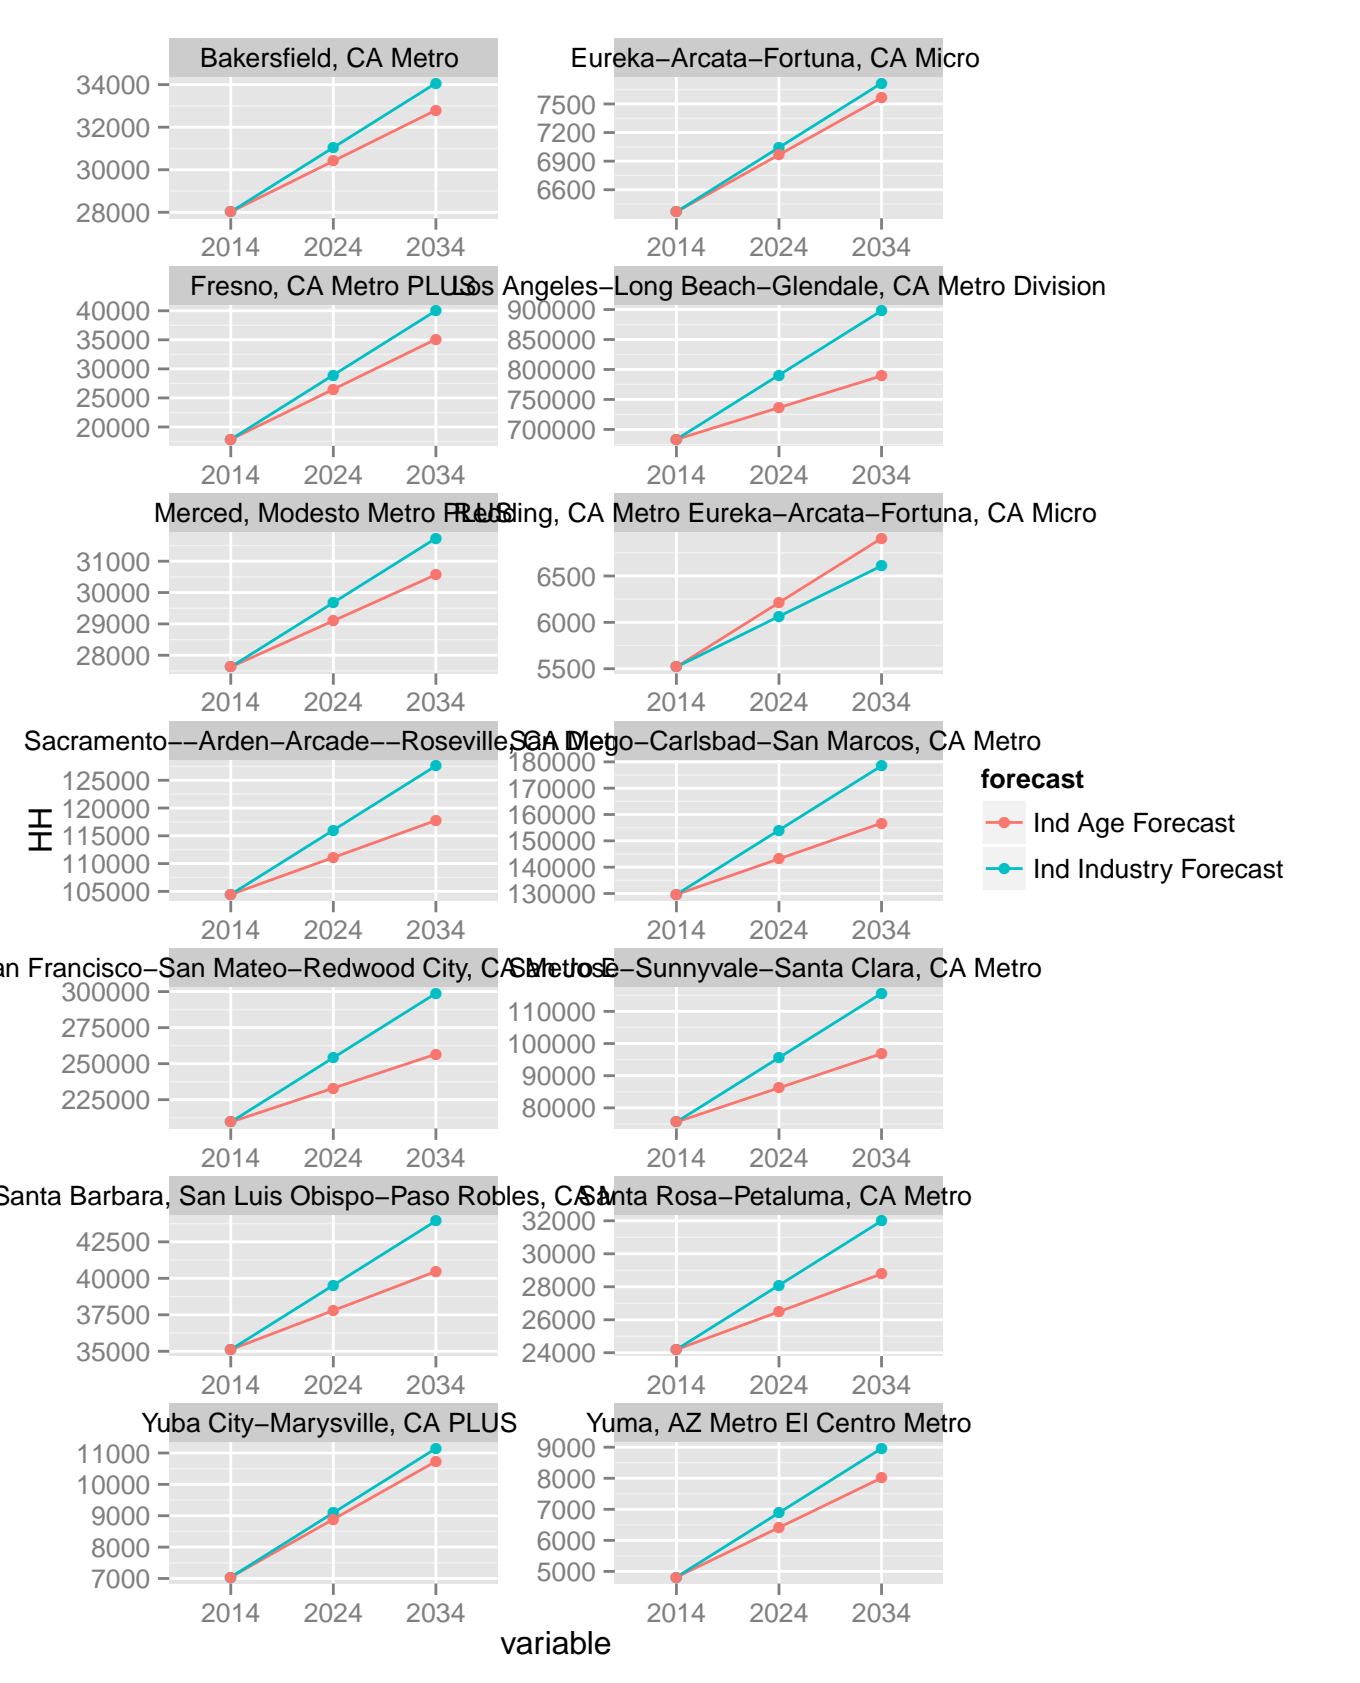 Bakersfield, CA Metro
34000
32000
30000
28000
2014 2024 2034
Eureka−Arcata−Fortuna, CA Micro
7500
7200
6900
6600
2014 2024 2034
Fresno, CA Metro PLUS
40000
35000
30000
25000
20000
2014 2024 2034
Los Angeles−Long Beach−Glendale, CA Metro Division
900000
850000
800000
750000
700000
2014 2024 2034
Merced, Modesto Metro PLUS
31000
30000
29000
28000
2014 2024 2034
Redding, CA Metro Eureka−Arcata−Fortuna, CA Micro
6500
6000
5500
2014 2024 2034
Sacramento−−Arden−Arcade−−Roseville, CA Metro
125000
120000
115000
110000
105000
2014 2024 2034
San Diego−Carlsbad−San Marcos, CA Metro
180000
170000
160000
150000
140000
130000
2014 2024 2034
an Francisco−San Mateo−Redwood City, CA Metro D
300000
275000
250000
225000
2014 2024 2034
San Jose−Sunnyvale−Santa Clara, CA Metro
110000
100000
90000
80000
2014 2024 2034
Santa Barbara, San Luis Obispo−Paso Robles, CA M
42500
40000
37500
35000
2014 2024 2034
Santa Rosa−Petaluma, CA Metro
32000
30000
28000
26000
24000
2014 2024 2034
Yuba City−Marysville, CA PLUS
11000
10000
9000
8000
7000
2014 2024 2034
Yuma, AZ Metro El Centro Metro
9000
8000
7000
6000
5000
2014 2024 2034
HH
variable
forecast
Ind Age Forecast
Ind Industry Forecast